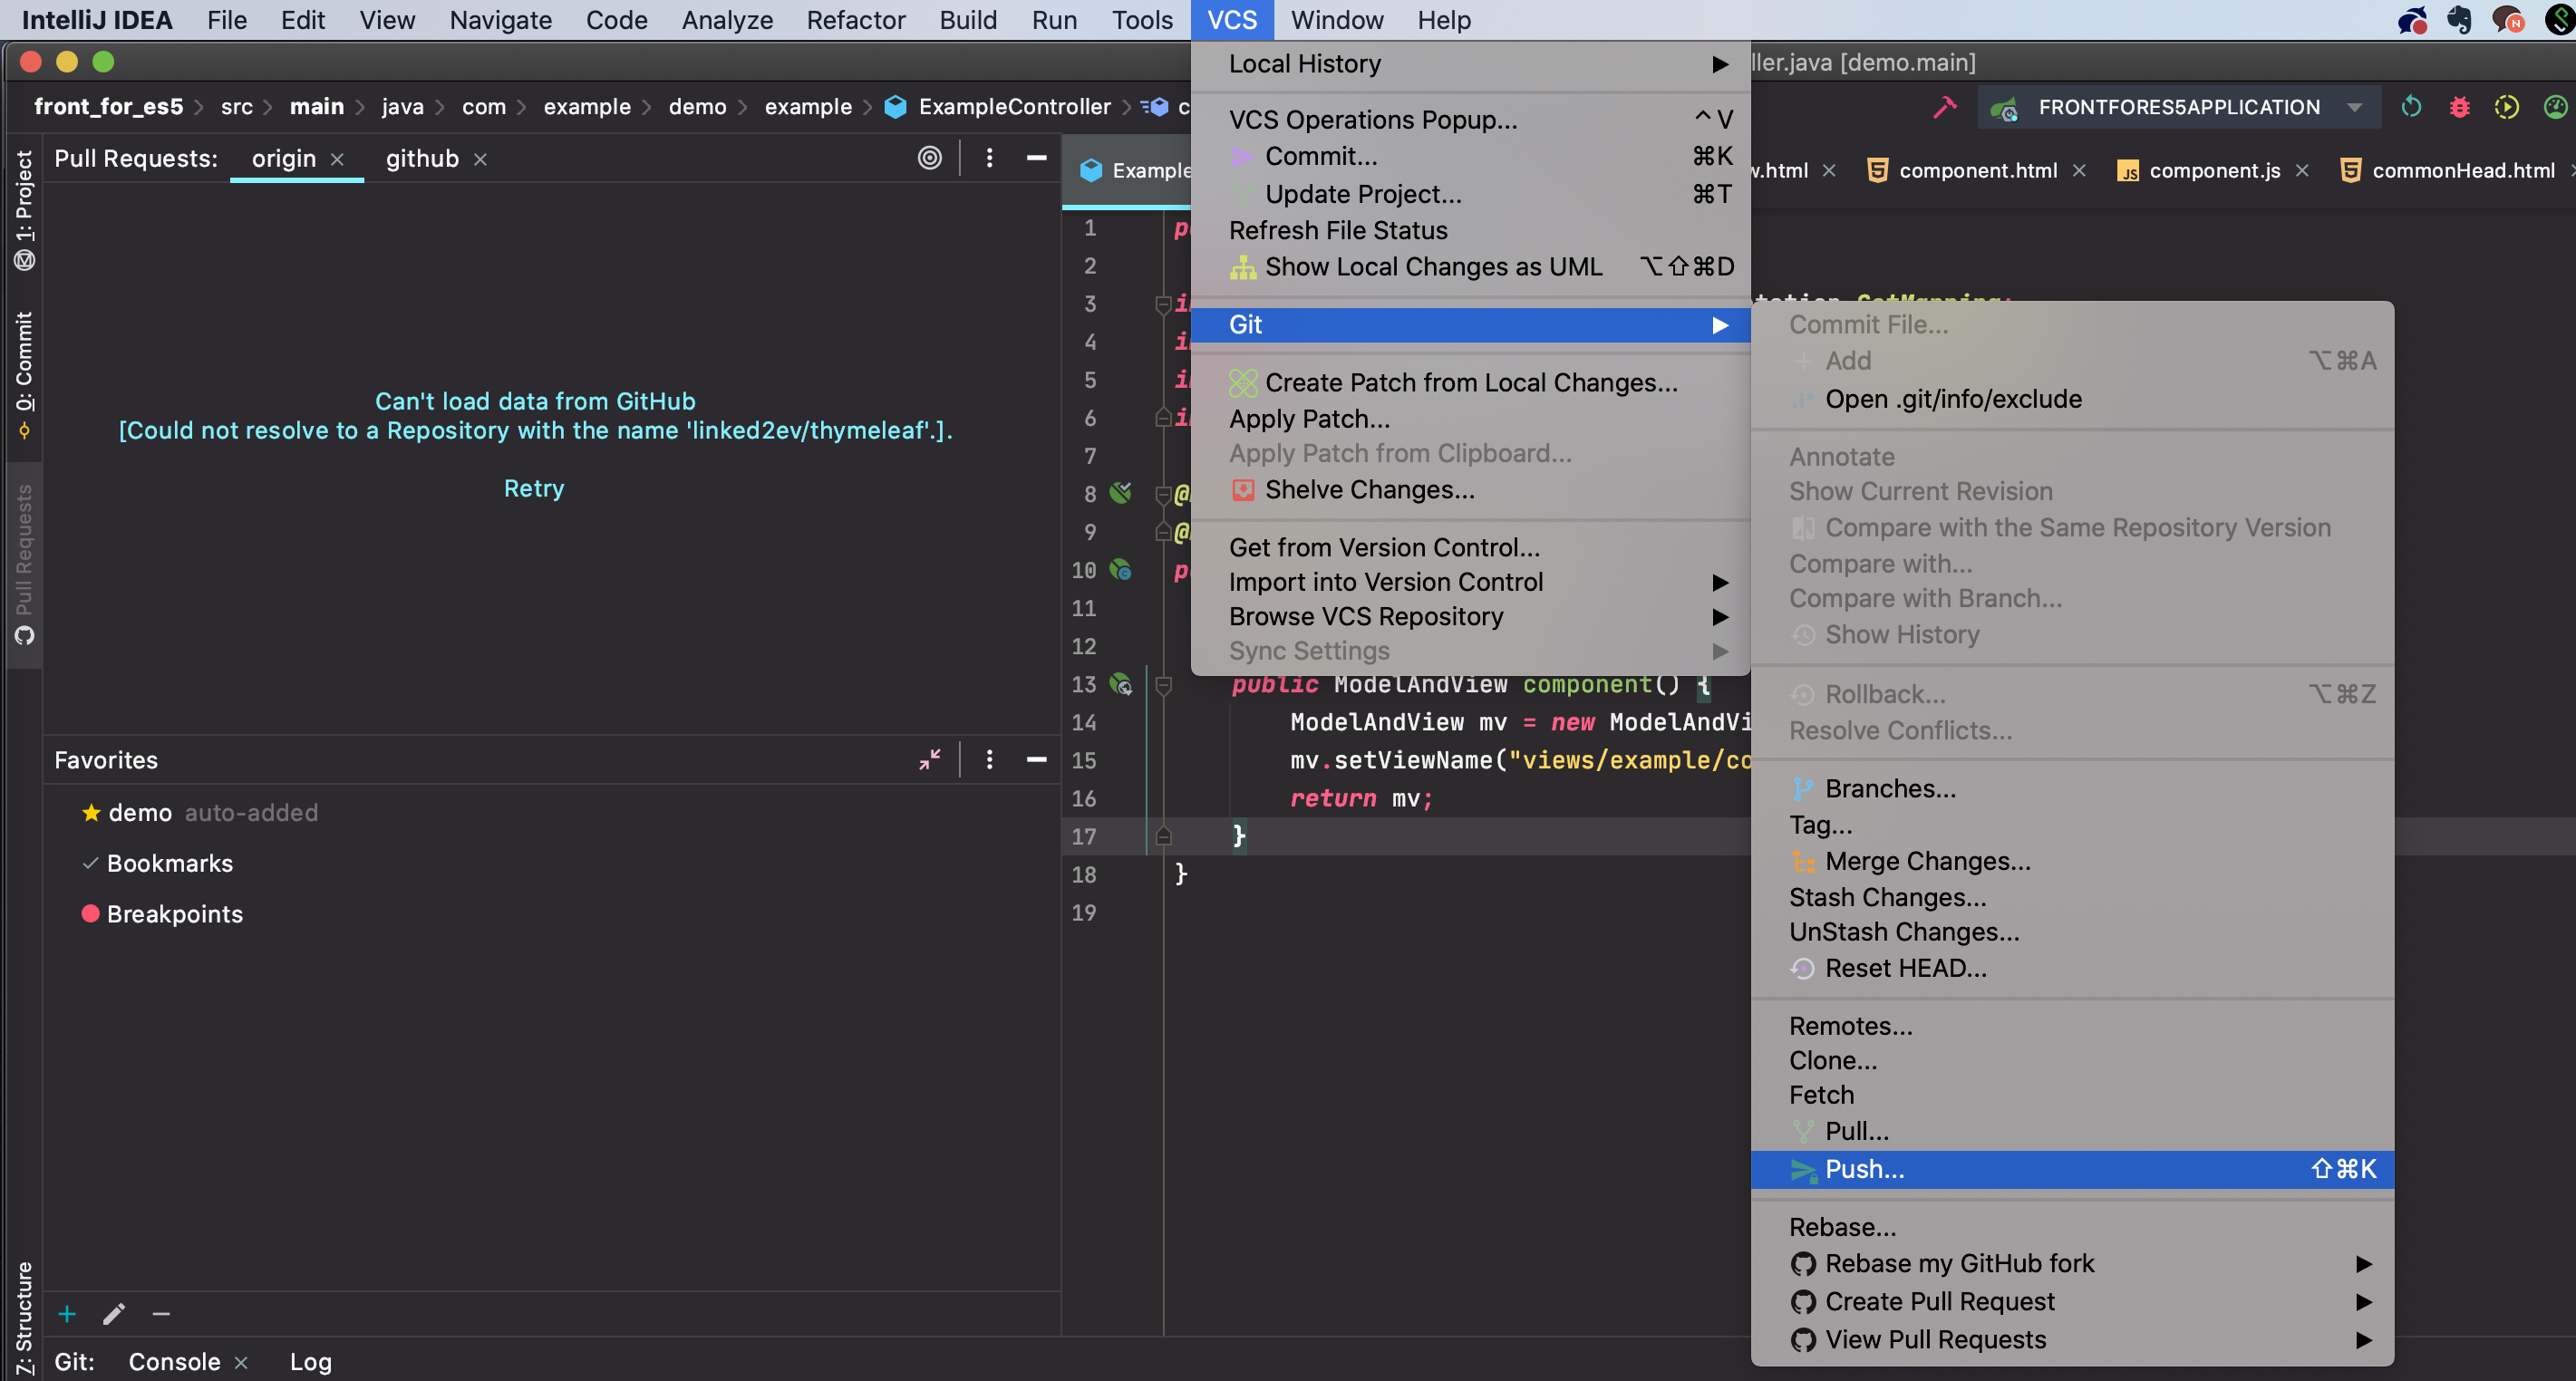 IntelliJ IDEA File Edit View Navigate Code Analyze Refactor Build Run Tools VCS Window Help
ller.java [demo.main]
front_for_es5 src main java com example demo example ExampleController
FRONTFORES5APPLICATION
Pull Requests: origin github
Example
w.html component.html component.js commonHead.html
1: Project
0: Commit
Pull Requests
Z: Structure
Can't load data from GitHub
[Could not resolve to a Repository with the name 'linked2ev/thymeleaf'.].
Retry
Favorites
demo auto-added
Bookmarks
Breakpoints
Git: Console Log
Local History
VCS Operations Popup... ^V
Commit... ⌘K
Update Project... ⌘T
Refresh File Status
Show Local Changes as UML ⌥⇧⌘D
Git
Create Patch from Local Changes...
Apply Patch...
Apply Patch from Clipboard...
Shelve Changes...
Get from Version Control...
Import into Version Control
Browse VCS Repository
Sync Settings
Commit File...
Add ⌥⌘A
Open .git/info/exclude
Annotate
Show Current Revision
Compare with the Same Repository Version
Compare with...
Compare with Branch...
Show History
Rollback... ⌥⌘Z
Resolve Conflicts...
Branches...
Tag...
Merge Changes...
Stash Changes...
UnStash Changes...
Reset HEAD...
Remotes...
Clone...
Fetch
Pull...
Push... ⇧⌘K
Rebase...
Rebase my GitHub fork
Create Pull Request
View Pull Requests
1
2
3
4
5
6
7
8 @
9 @
10
11
12
13 public ModelAndView component() {
14 ModelAndView mv = new ModelAndVi
15 mv.setViewName("views/example/co
16 return mv;
17 }
18 }
19